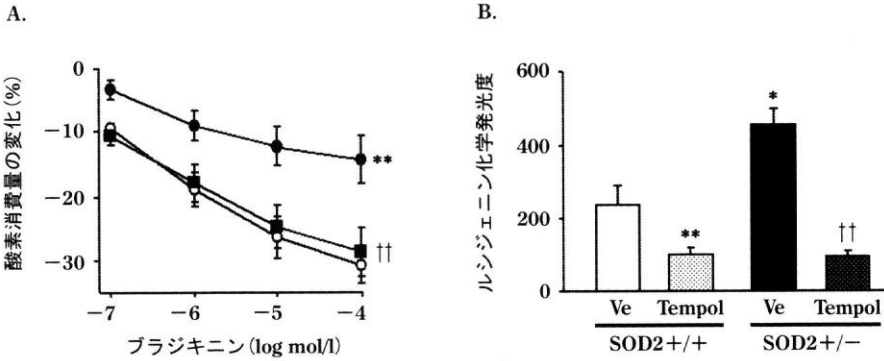 A.
酸素消費量の変化(%)
0
−10
−20
−30
**
††
−7
−6
−5
−4
ブラジキニン(log mol/l)
B.
ルシジェニン化学発光度
600
400
200
0
**
*
††
Ve
Tempol
Ve
Tempol
SOD2+/+
SOD2+/−